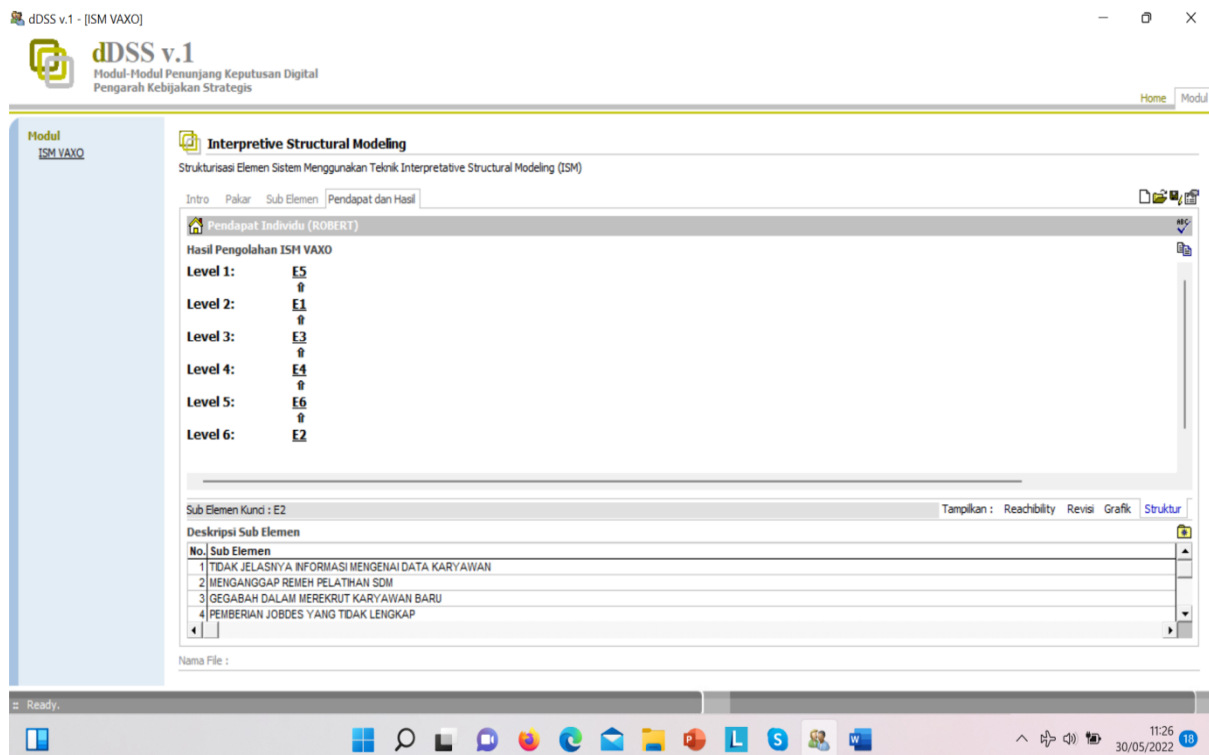 dDSS v.1 - [ISM VAXO]
dDSS v.1
Modul-Modul Penunjang Keputusan Digital
Pengarah Kebijakan Strategis
Home Modul
Modul
ISM VAXO
Interpretive Structural Modeling
Strukturisasi Elemen Sistem Menggunakan Teknik Interpretative Structural Modeling (ISM)
Intro Pakar Sub Elemen Pendapat dan Hasil
Pendapat Individu (ROBERT)
ABC
Hasil Pengolahan ISM VAXO
Level 1: E5
Level 2: E1
Level 3: E3
Level 4: E4
Level 5: E6
Level 6: E2
Sub Elemen Kunci : E2 Tampilkan : Reachibility Revisi Grafik Struktur
Deskripsi Sub Elemen
No. Sub Elemen
1 TIDAK JELASNYA INFORMASI MENGENAI DATA KARYAWAN
2 MENGANGGAP REMEH PELATIHAN SDM
3 GEGABAH DALAM MEREKRUT KARYAWAN BARU
4 PEMBERIAN JOBDES YANG TIDAK LENGKAP
Nama File :
:: Ready.
P L S W
11:26
30/05/2022
18